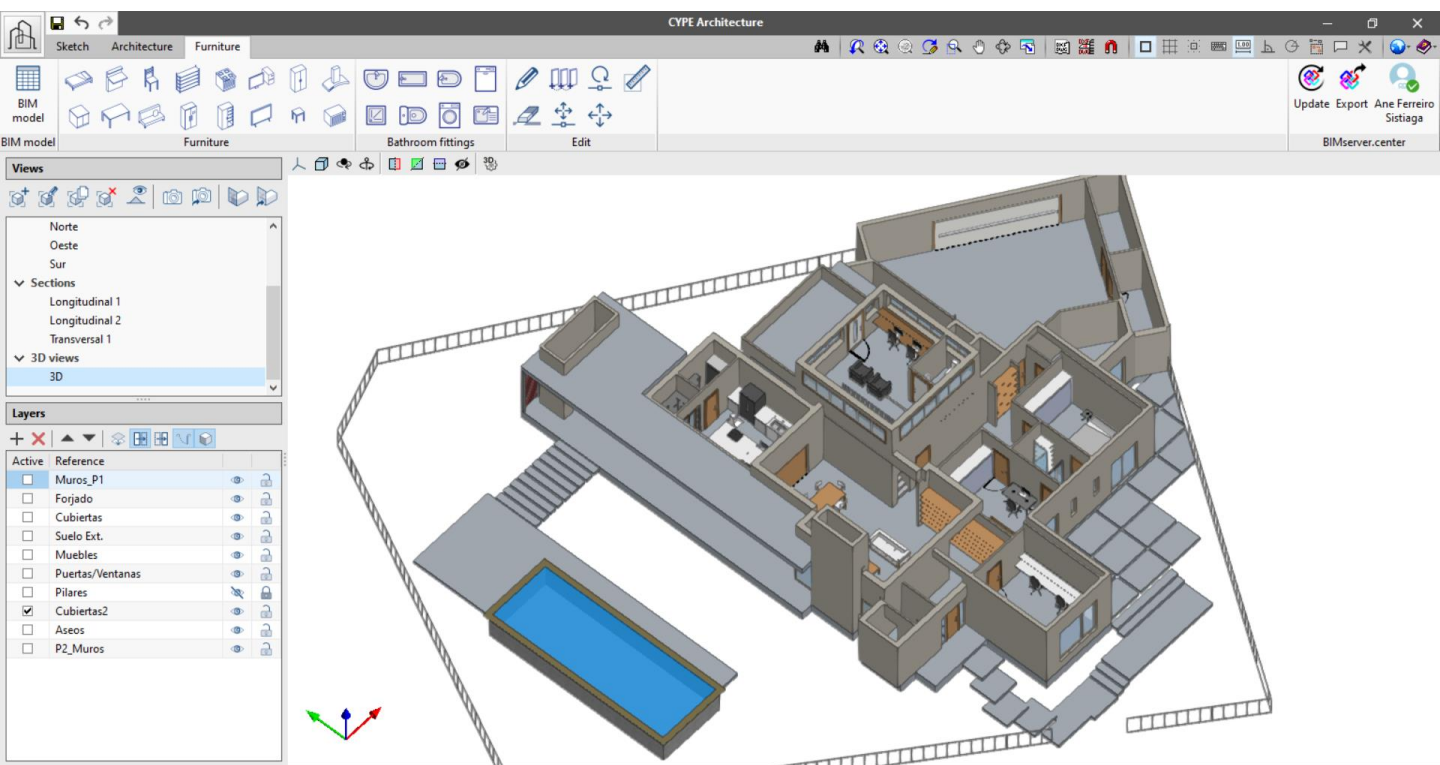 CYPE Architecture
Sketch Architecture Furniture
BIM model
Update Export Ane Ferreiro Sistiaga
BIM model Furniture Bathroom fittings Edit BIMserver.center
Views
Norte
Oeste
Sur
Sections
Longitudinal 1
Longitudinal 2
Transversal 1
3D views
3D
Layers
Active Reference
Muros_P1
Forjado
Cubiertas
Suelo Ext.
Muebles
Puertas/Ventanas
Pilares
Cubiertas2
Aseos
P2_Muros